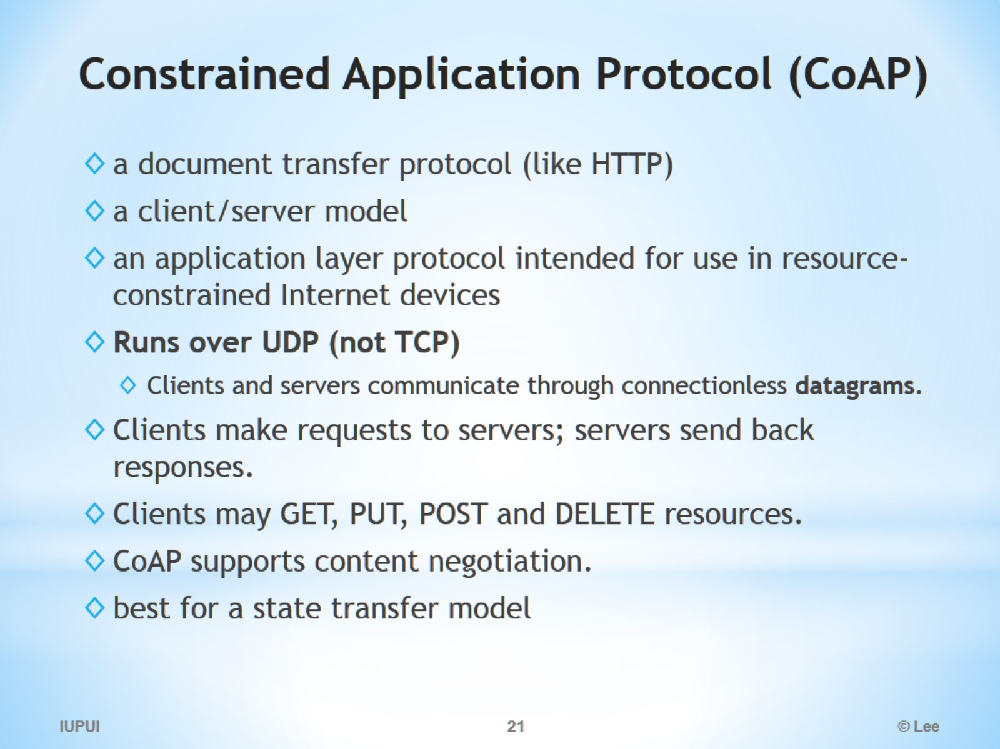 Constrained Application Protocol (CoAP)
◇ a document transfer protocol (like HTTP)
◇ a client/server model
◇ an application layer protocol intended for use in resource-
constrained Internet devices
◇ Runs over UDP (not TCP)
◇ Clients and servers communicate through connectionless datagrams.
◇ Clients make requests to servers; servers send back
responses.
◇ Clients may GET, PUT, POST and DELETE resources.
◇ CoAP supports content negotiation.
◇ best for a state transfer model
IUPUI 21 © Lee